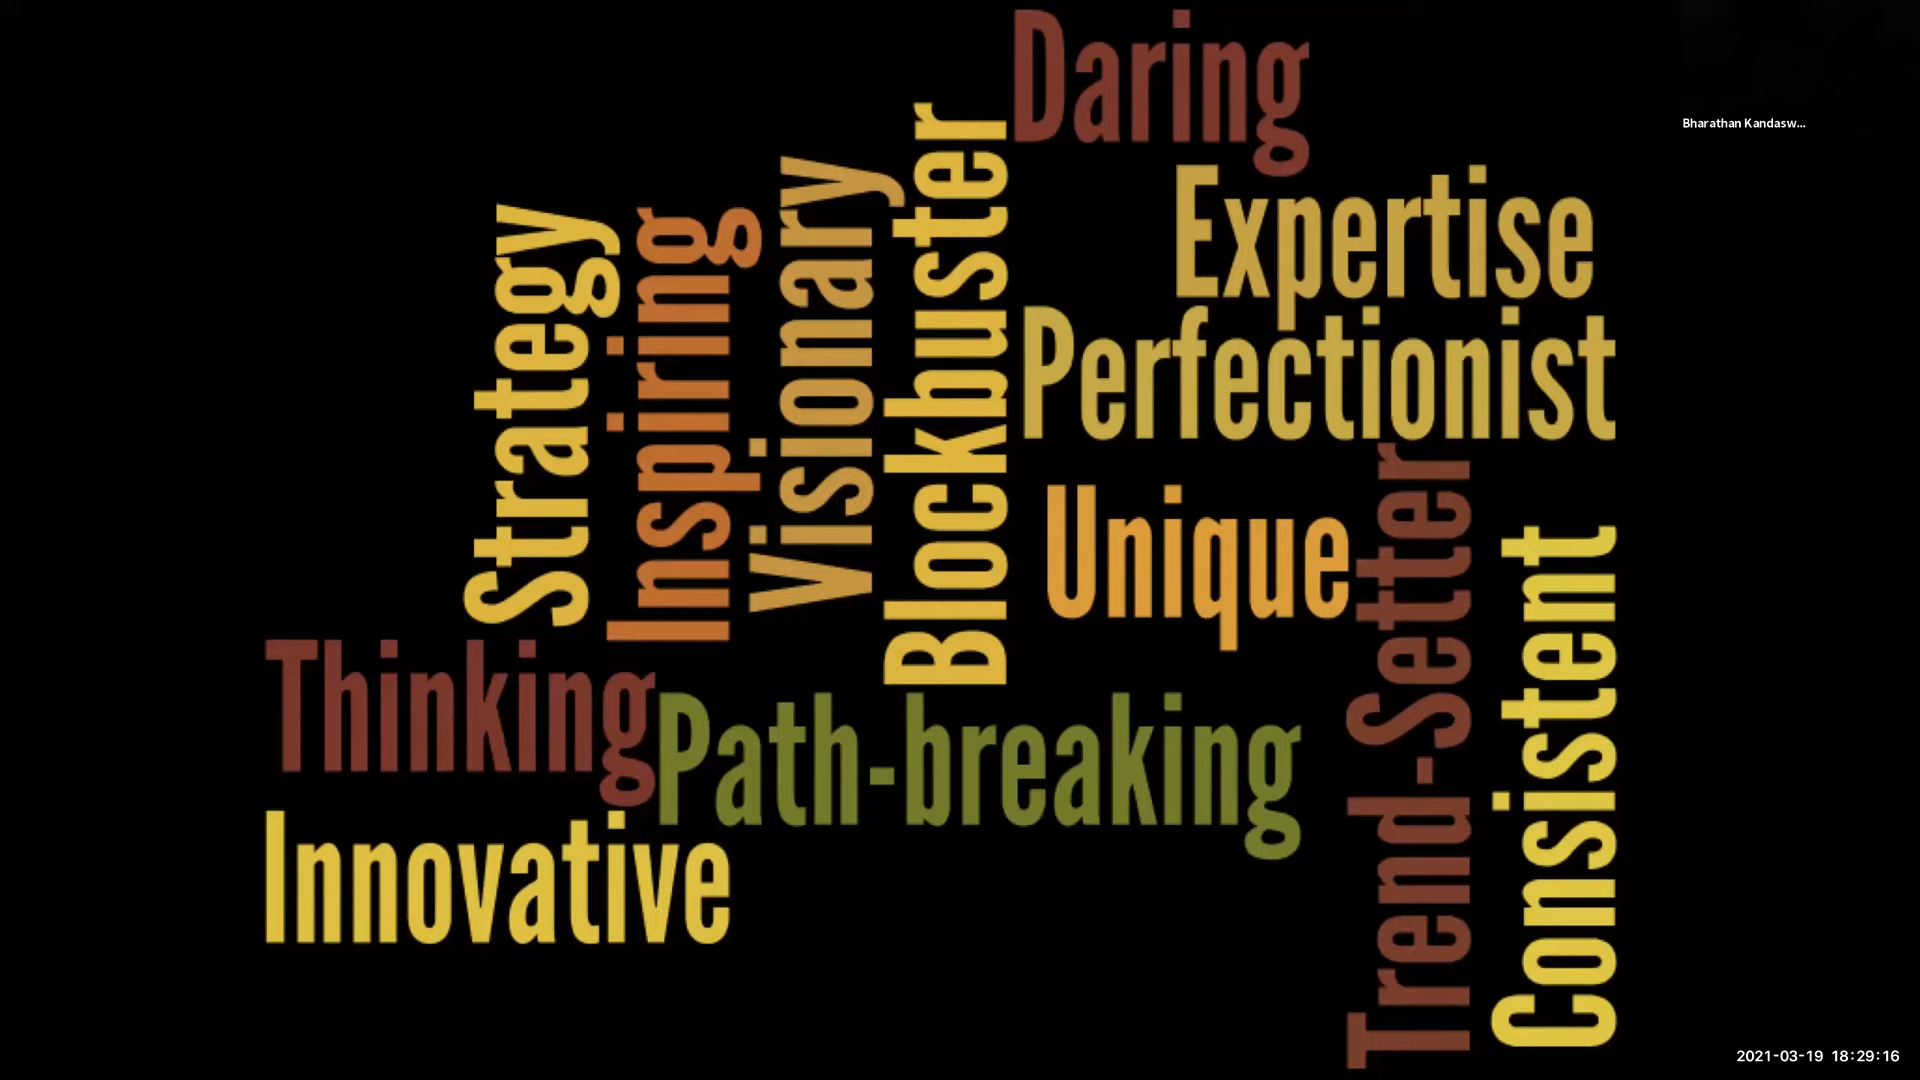 Daring
Bharathan Kandasw...
Expertise
Perfectionist
Strategy
Inspiring
Visionary
Blockbuster
Unique
Trend-Setter
Consistent
Thinking
Path-breaking
Innovative
2021-03-19 18:29:16